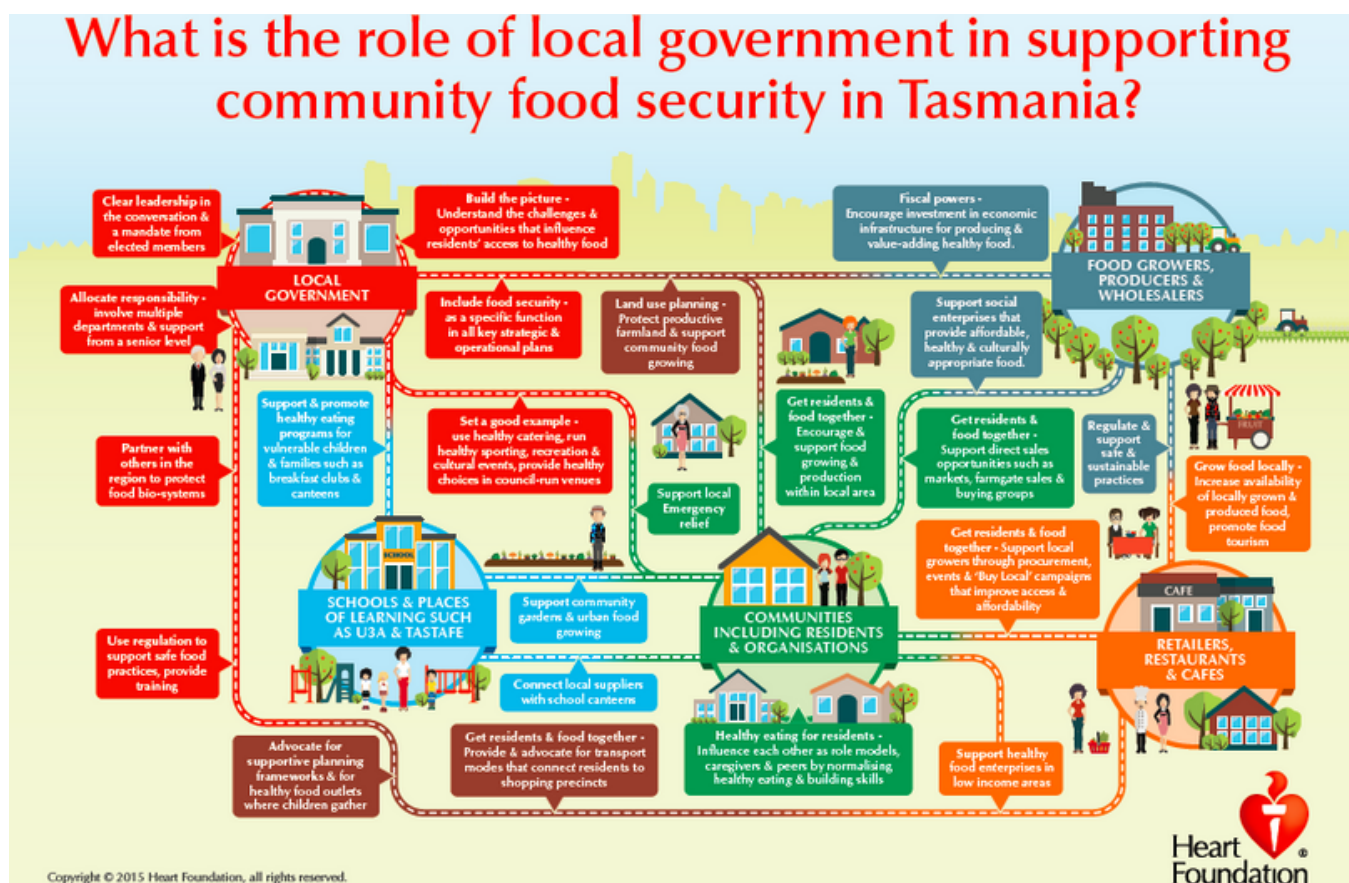 What is the role of local government in supporting
community food security in Tasmania?
Clear leadership in
the conversation &
a mandate from
elected members
Build the picture -
Understand the challenges &
opportunities that influence
residents' access to healthy food
Fiscal powers -
Encourage investment in economic
infrastructure for producing &
value-adding healthy food.
LOCAL
GOVERNMENT
FOOD GROWERS,
PRODUCERS &
WHOLESALERS
Allocate responsibility -
involve multiple
departments & support
from a senior level
Include food security -
as a specific function
in all key strategic &
operational plans
Land use planning -
Protect productive
farmland & support
community food
growing
Support social
enterprises that
provide affordable,
healthy & culturally
appropriate food.
Support & promote
healthy eating
programs for
vulnerable children
& families such as
breakfast clubs &
canteens
Set a good example -
use healthy catering, run
healthy sporting, recreation &
cultural events, provide healthy
choices in council-run venues
Get residents &
food together -
Encourage &
support food
growing &
production
within local area
Get residents &
food together -
Support direct sales
opportunities such as
markets, farmgate sales &
buying groups
Regulate &
support
safe &
sustainable
practices
FRUIT
Partner with
others in the
region to protect
food bio-systems
Support local
Emergency
relief
Grow food locally -
Increase availability
of locally grown &
produced food,
promote food
tourism
Get residents & food
together - Support local
growers through procurement,
events & 'Buy Local' campaigns
that improve access &
affordability
SCHOOL
SCHOOLS & PLACES
OF LEARNING SUCH
AS U3A & TASTAFE
Support community
gardens & urban food
growing
COMMUNITIES
INCLUDING RESIDENTS
& ORGANISATIONS
CAFE
RETAILERS,
RESTAURANTS
& CAFES
Use regulation to
support safe food
practices, provide
training
Connect local suppliers
with school canteens
Advocate for
supportive planning
frameworks & for
healthy food outlets
where children gather
Get residents & food together -
Provide & advocate for transport
modes that connect residents to
shopping precincts
Healthy eating for residents -
Influence each other as role models,
caregivers & peers by normalising
healthy eating & building skills
Support healthy
food enterprises in
low income areas
Heart
Foundation
®
Copyright © 2015 Heart Foundation, all rights reserved.